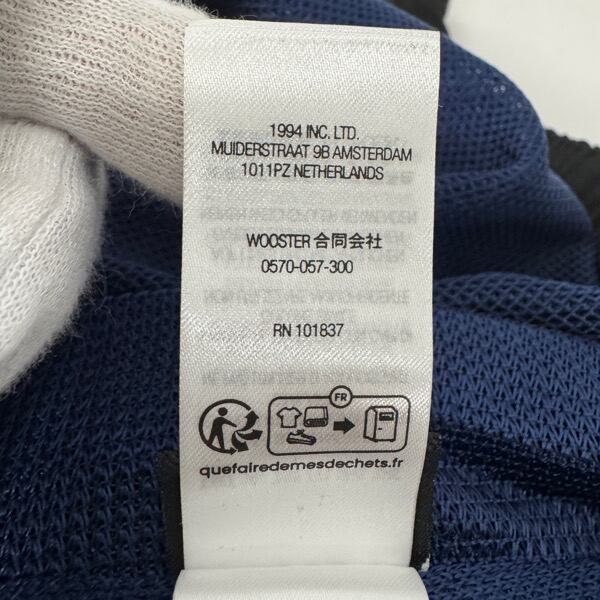 1994 INC. LTD.
MUIDERSTRAAT 9B AMSTERDAM
1011PZ NETHERLANDS
WOOSTER 合同会社
0570-057-300
RN 101837
FR
quefairedemesdechets.fr